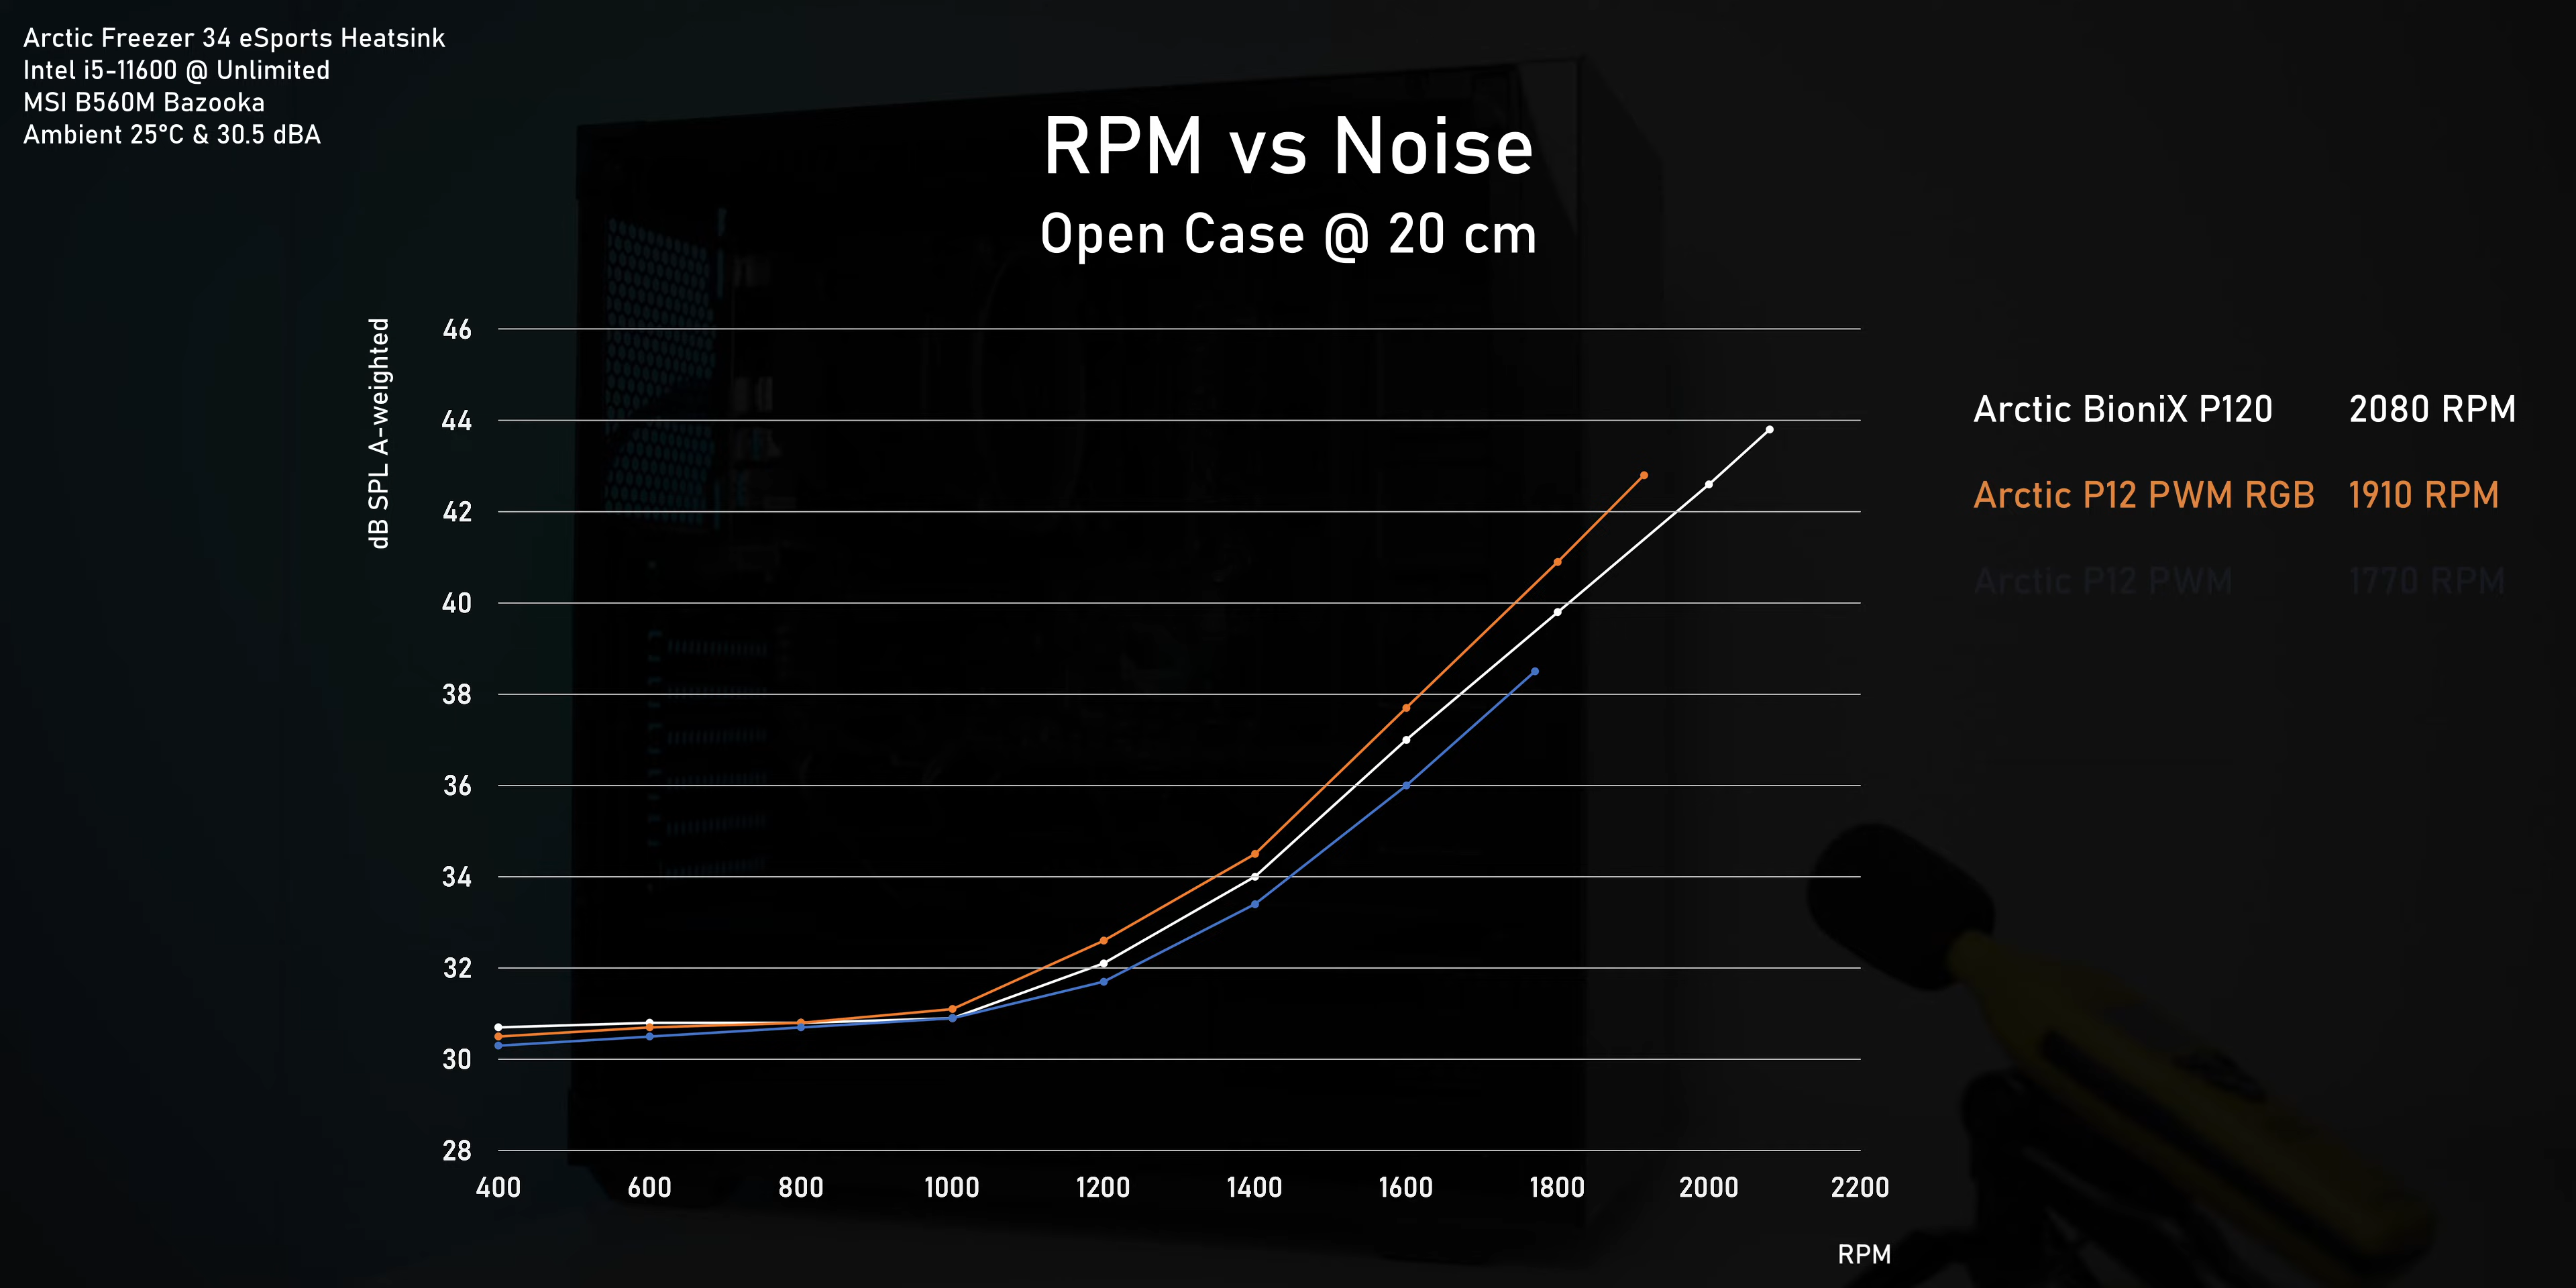 Arctic Freezer 34 eSports Heatsink
Intel i5-11600 @ Unlimited
MSI B560M Bazooka
Ambient 25°C & 30.5 dBA
RPM vs Noise
Open Case @ 20 cm
dB SPL A-weighted
46
44
42
40
38
36
34
32
30
28
400 600 800 1000 1200 1400 1600 1800 2000 2200
RPM
Arctic BioniX P120 2080 RPM
Arctic P12 PWM RGB 1910 RPM
Arctic P12 PWM 1770 RPM